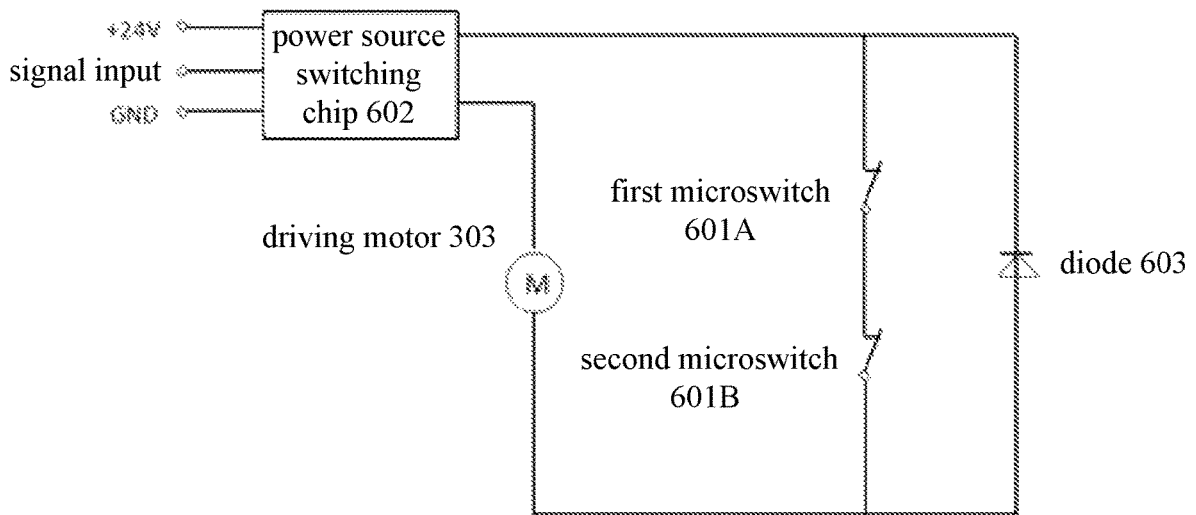 +24V
signal input
GND
power source
switching
chip 602
first microswitch
601A
driving motor 303
M
diode 603
second microswitch
601B